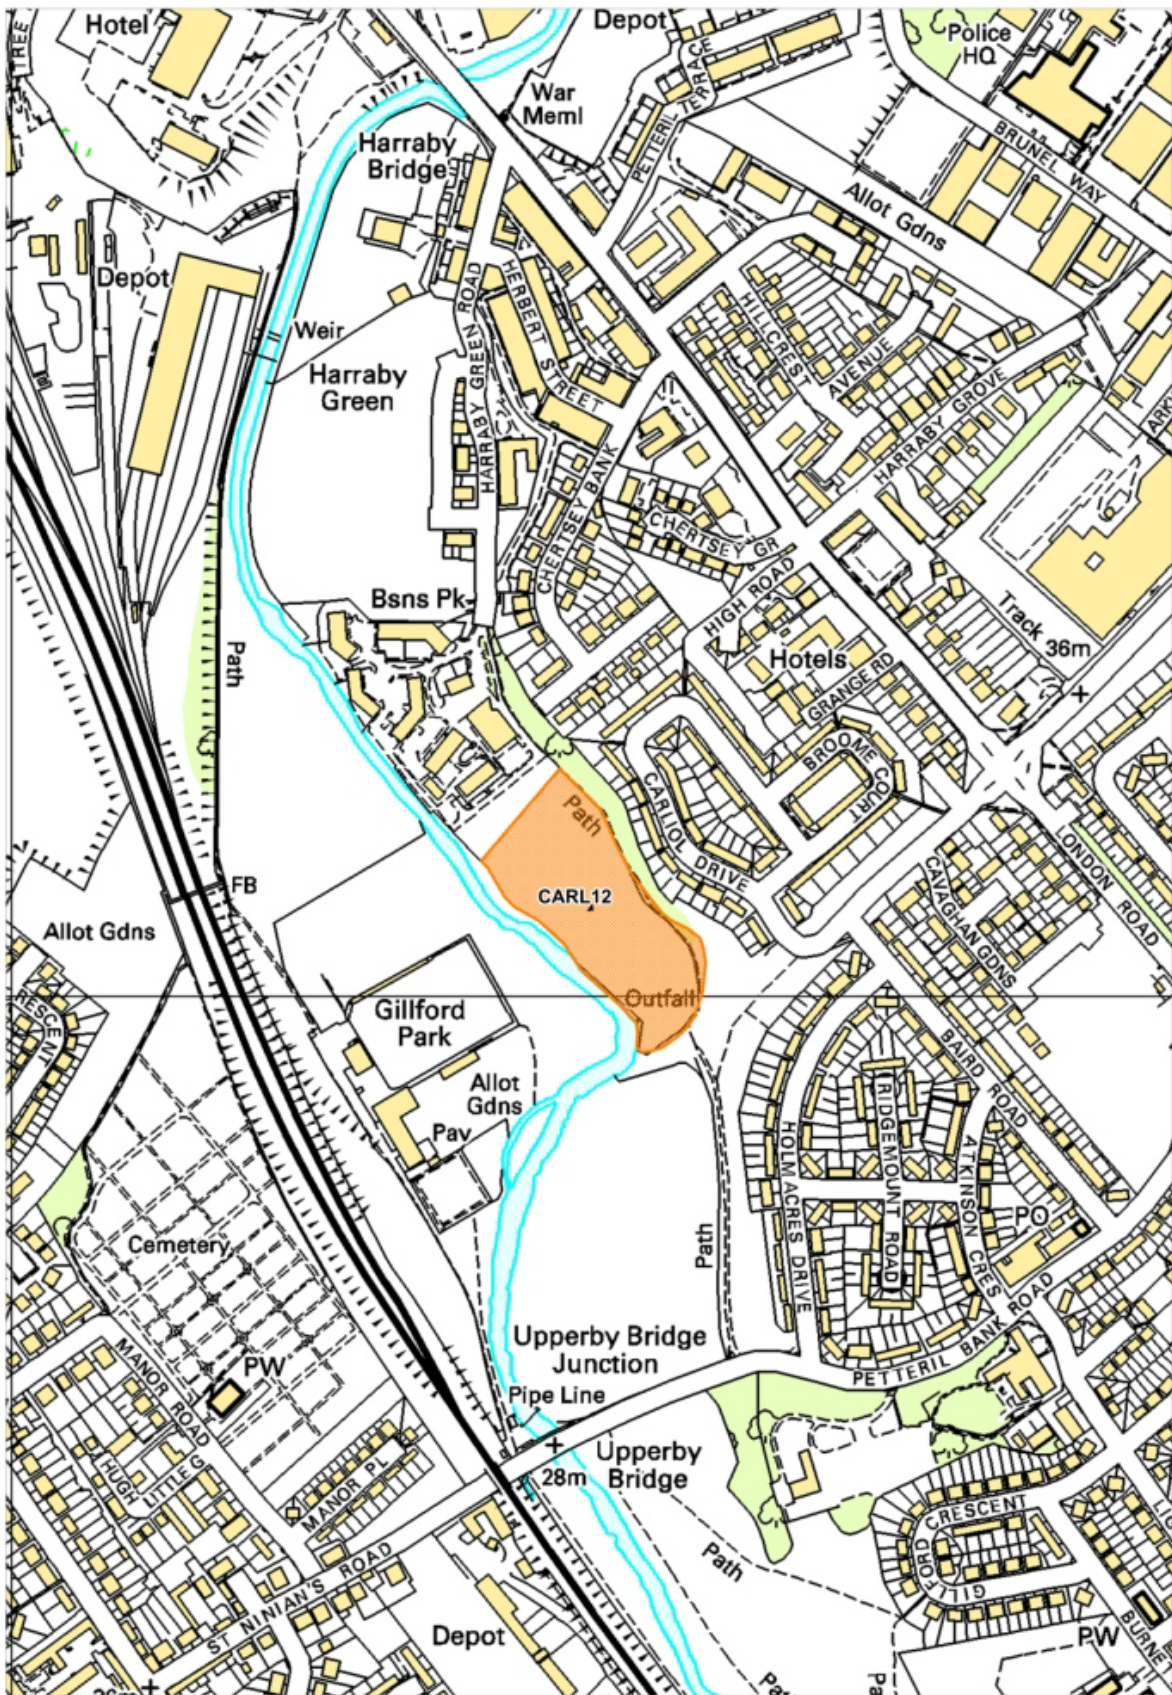 Hotel
TREE
Depot
PETTERIL TERRACE
Police
HQ
War
Meml
BRUNEL WAY
Harraby
Bridge
Allot Gdns
Depot
HARRABY GREEN ROAD
HERBERT STREET
HILLCREST AVENUE
Weir
Harraby
Green
HARRABY GROVE
CHERTSEY BANK
CHERTSEY GR
HIGH ROAD
Bsns Pk
Track
36m
Path
Hotels
GRANGE RD
BROOME COURT
Path
CARLIOL DRIVE
LONDON ROAD
CAVAGHAN GDNS
FB
CARL12
Allot Gdns
RESCENT
Outfall
Gillford
Park
BAIRD ROAD
Allot
Gdns
Pav
HOLM ACRES DRIVE
RIDGEMOUNT ROAD
ATKINSON CRES
PO
Path
Cemetery
Upperby Bridge
Junction
PETTERIL BANK ROAD
MANOR ROAD
PW
Pipe Line
Upperby
Bridge
28m
HUGH LITTLE G
MANOR PL
ST NINIAN'S ROAD
Path
GILLFORD CRESCENT
Depot
PW
BURNE